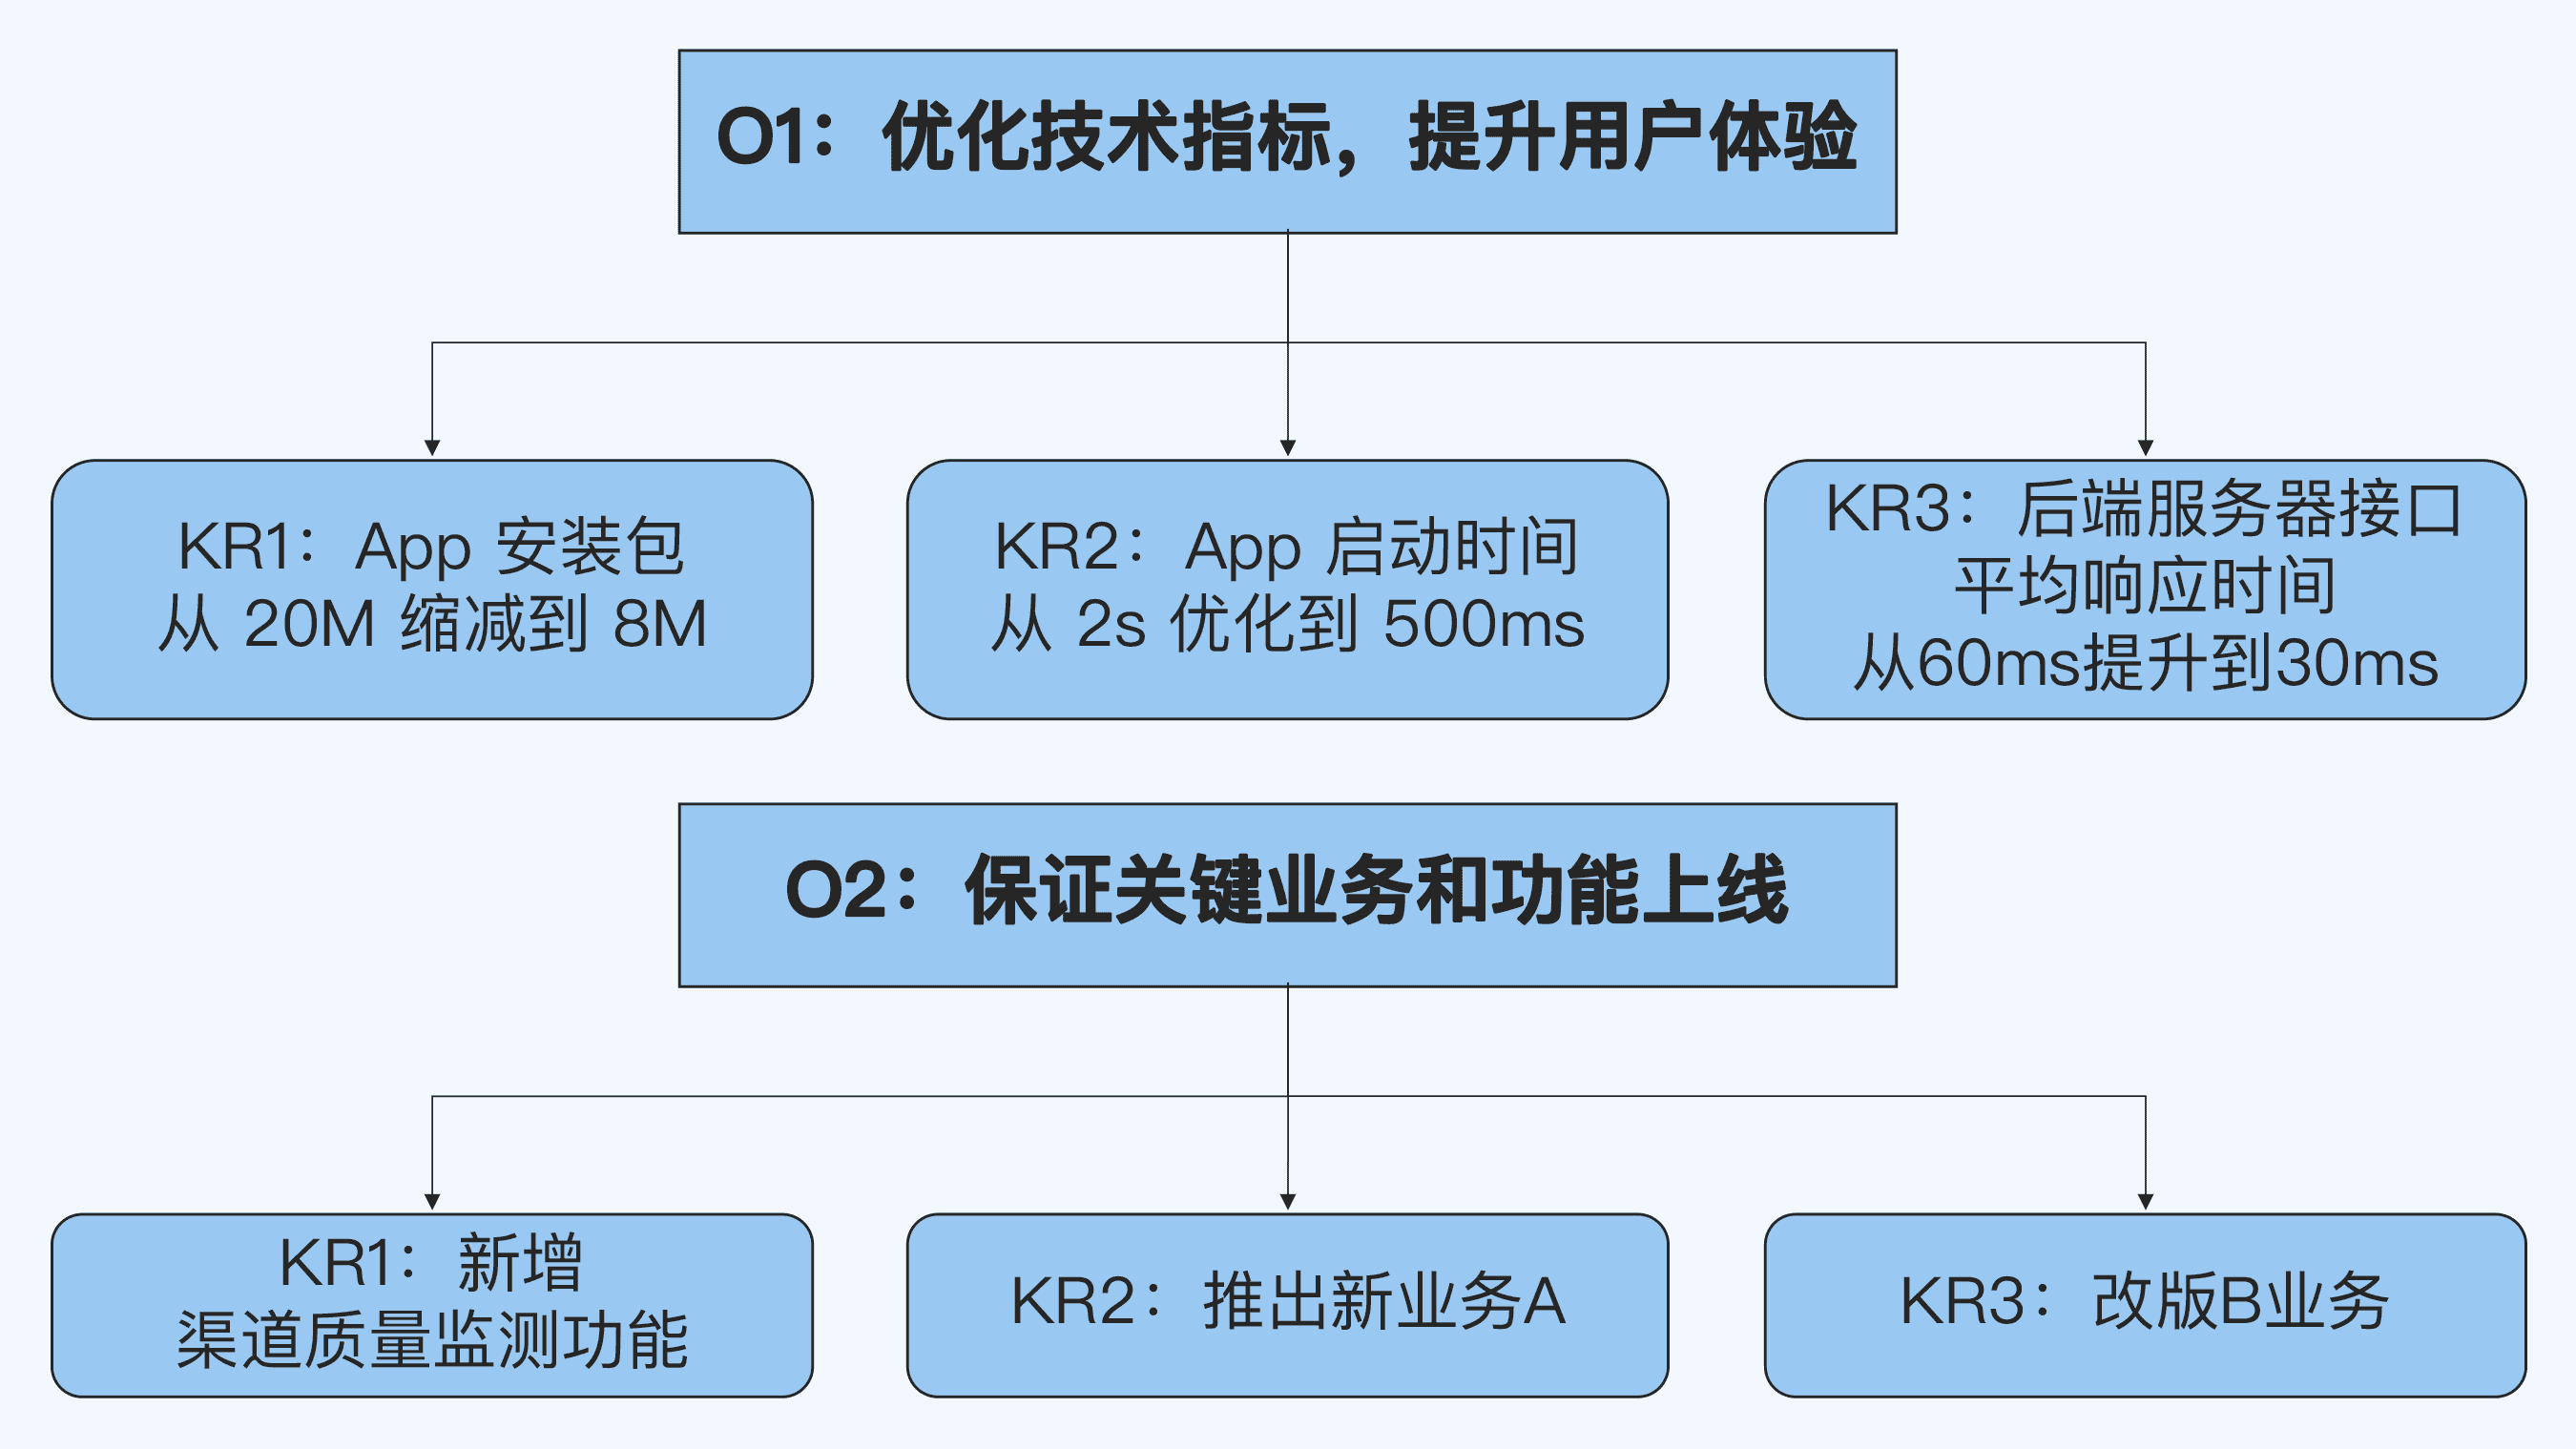 O1：优化技术指标，提升用户体验
KR1：App 安装包
从 20M 缩减到 8M
KR2：App 启动时间
从 2s 优化到 500ms
KR3：后端服务器接口
平均响应时间
从60ms提升到30ms
O2：保证关键业务和功能上线
KR1：新增
渠道质量监测功能
KR2：推出新业务A
KR3：改版B业务